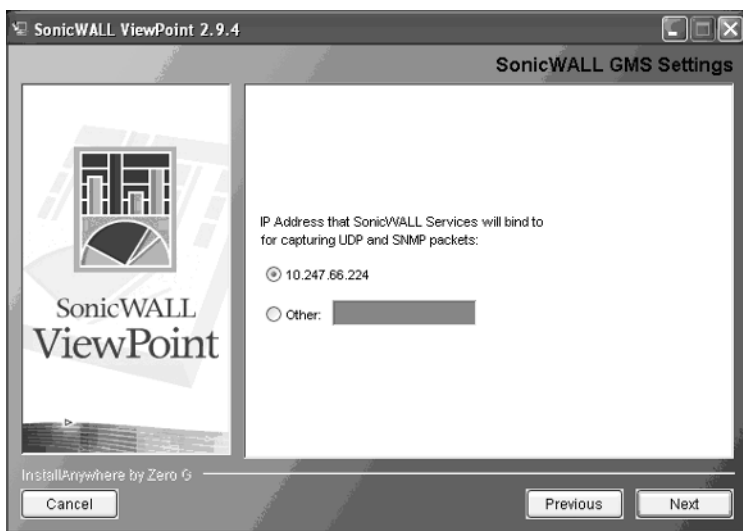 SonicWALL ViewPoint 2.9.4
SonicWALL GMS Settings
SonicWALL
ViewPoint
IP Address that SonicWALL Services will bind to
for capturing UDP and SNMP packets:
10.247.66.224
Other:
InstallAnywhere by Zero G
Cancel
Previous
Next